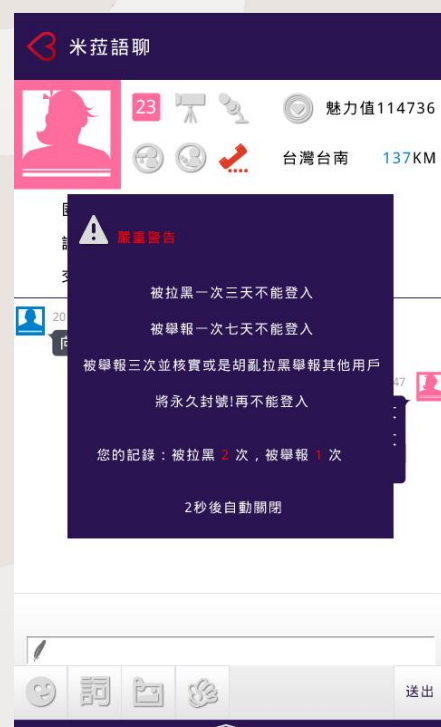 米菈語聊
23
魅力值114736
台灣台南 137KM
嚴重警告
被拉黑一次三天不能登入
被舉報一次七天不能登入
被舉報三次並核實或是胡亂拉黑舉報其他用戶
將永久封號!再不能登入
您的記錄：被拉黑 2 次，被舉報 1 次
2秒後自動關閉
20
47
詞
送出